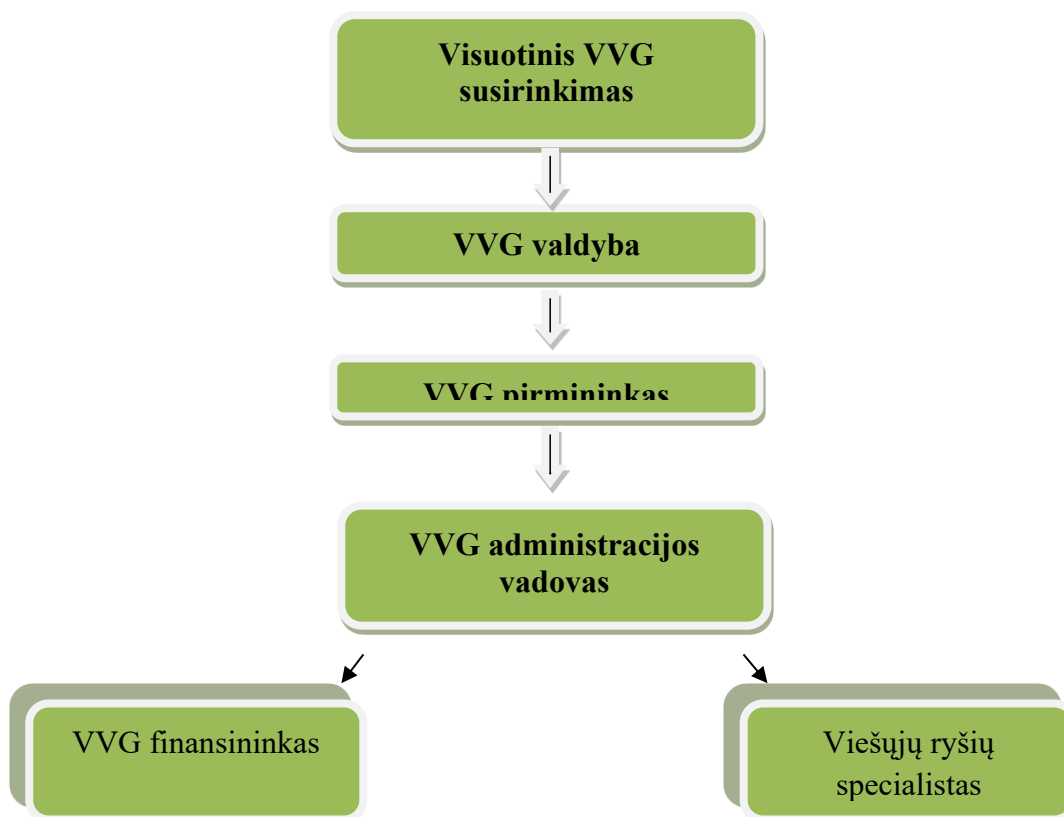 Visuotinis VVG
susirinkimas
VVG valdyba
VVG pirmininkas
VVG administracijos
vadovas
VVG finansininkas
Viešųjų ryšių
specialistas